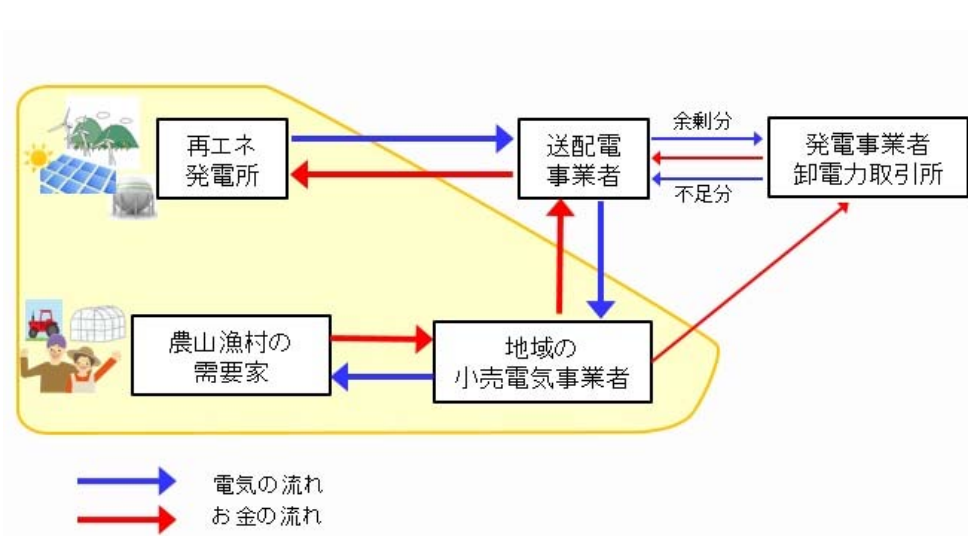 再エネ
発電所
送配電
事業者
余剰分
不足分
発電事業者
卸電力取引所
農山漁村の
需要家
地域の
小売電気事業者
電気の流れ
お金の流れ